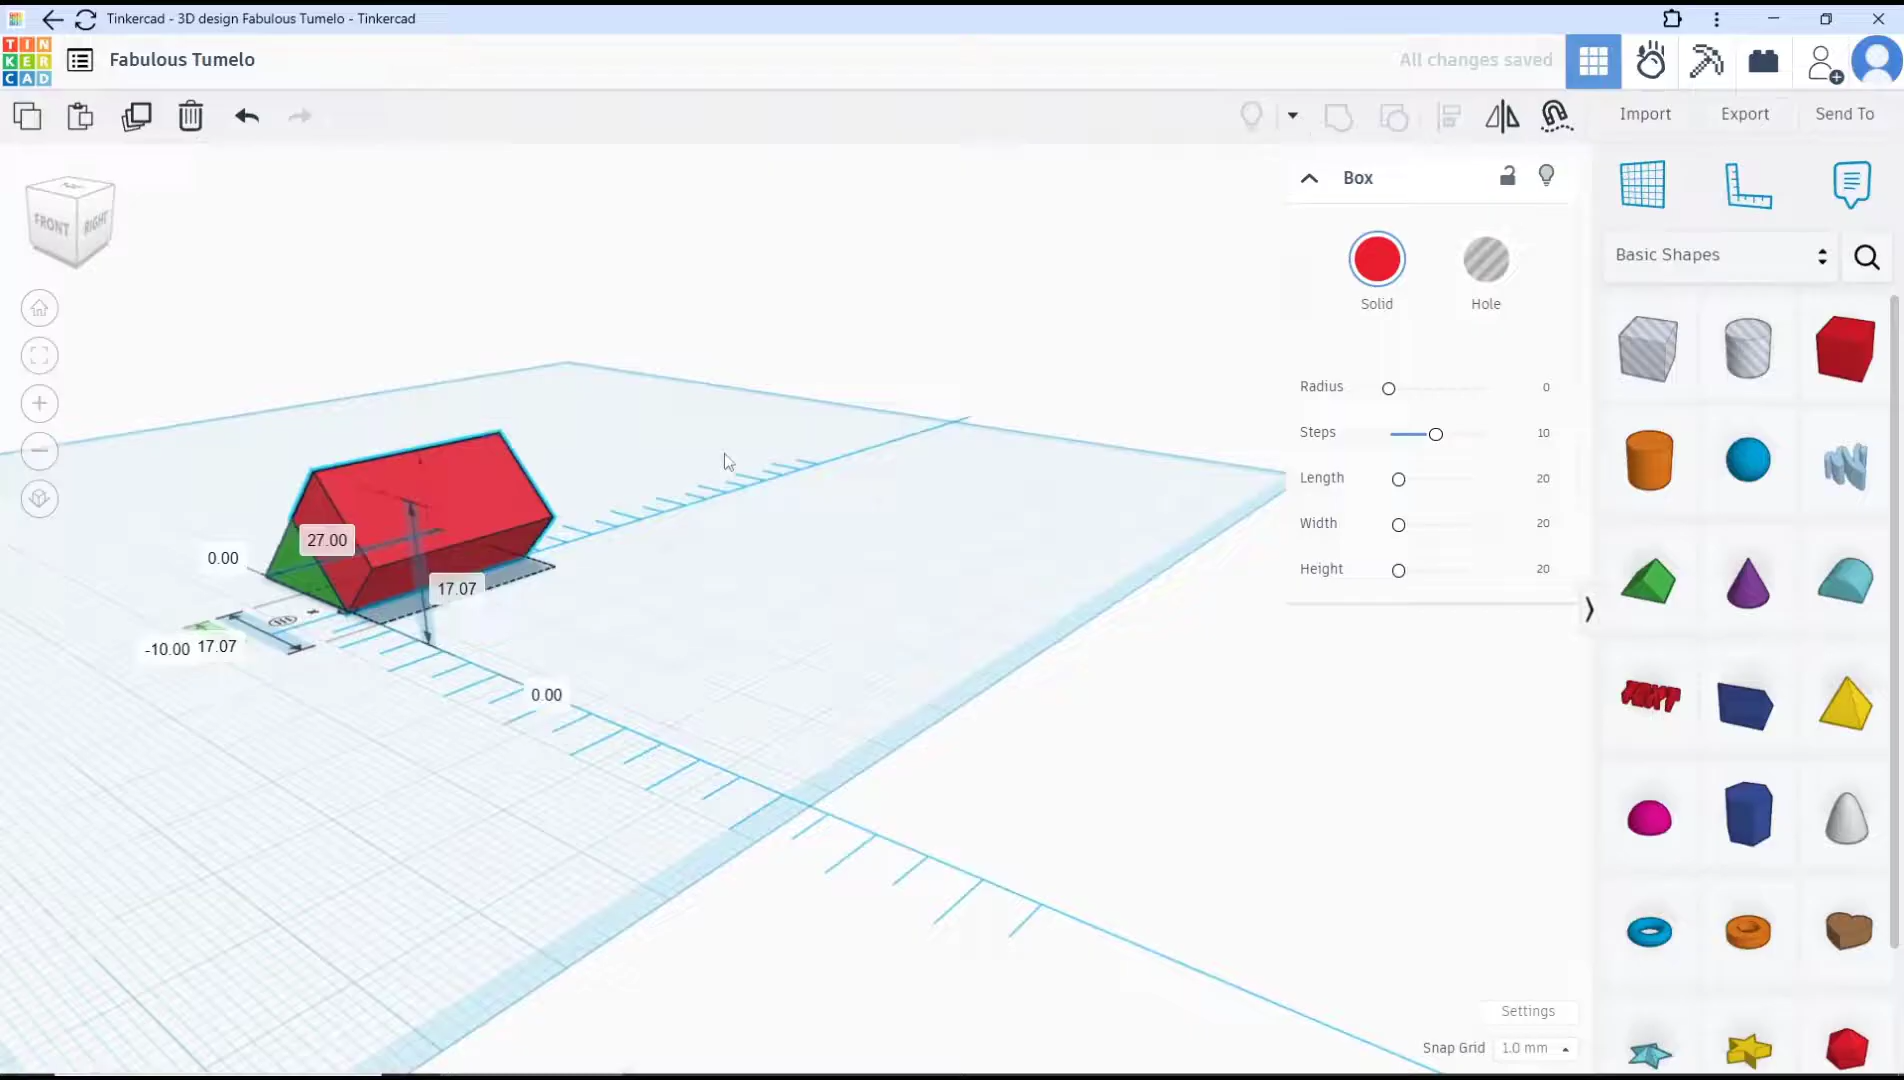 Tinkercad - 3D design Fabulous Tumelo - Tinkercad
TIN
KER
CAD
Fabulous Tumelo
All changes saved
Import
Export
Send To
FRONT
RIGHT
Box
Solid
Hole
Basic Shapes
Radius
0
Steps
10
Length
20
Width
20
Height
20
27.00
0.00
17.07
-10.00
17.07
0.00
TEXT
Settings
Snap Grid
1.0 mm